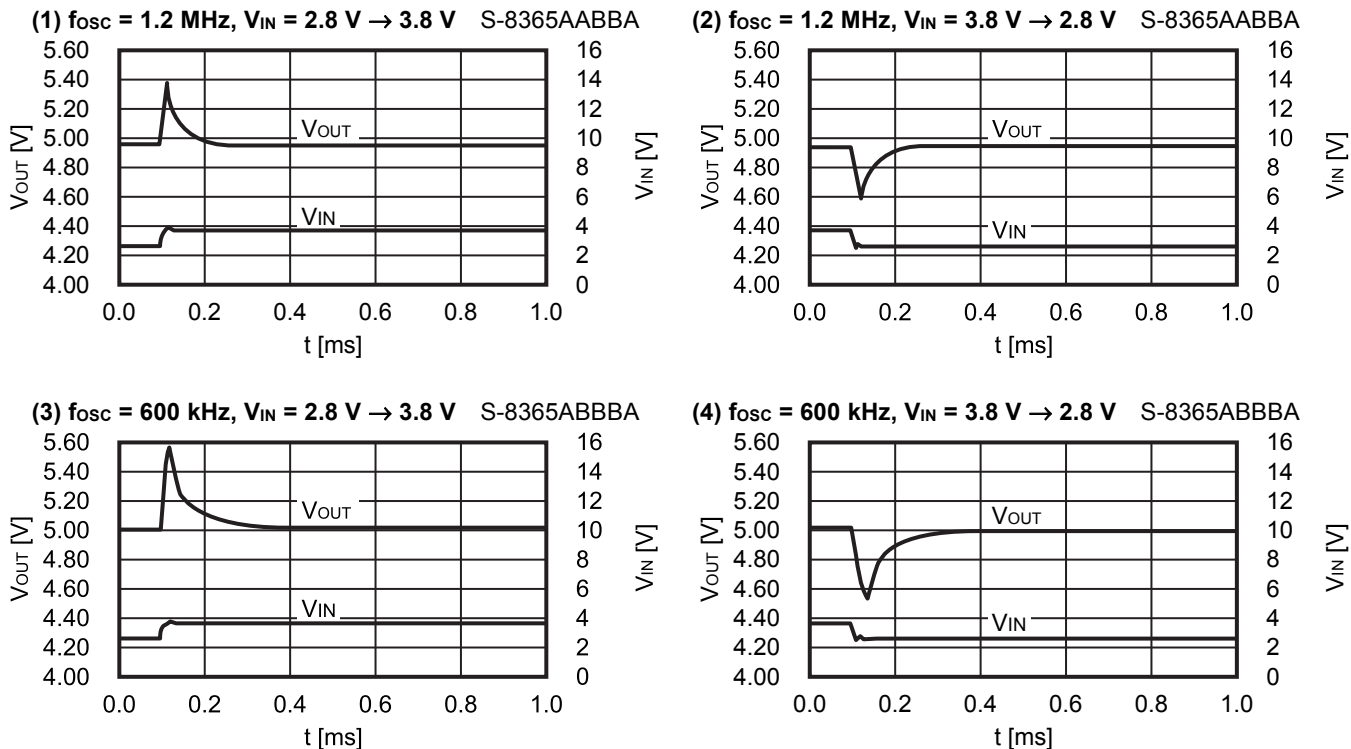 (1) fosc = 1.2 MHz, VIN = 2.8 V → 3.8 V S-8365AABBA
5.60
5.40
5.20
5.00
4.80
4.60
4.40
4.20
4.00
VOUT [V]
VOUT
VIN
16
14
12
10
8
6
4
2
0
VIN [V]
0.0 0.2 0.4 0.6 0.8 1.0
t [ms]
(2) fosc = 1.2 MHz, VIN = 3.8 V → 2.8 V S-8365AABBA
5.60
5.40
5.20
5.00
4.80
4.60
4.40
4.20
4.00
VOUT [V]
VOUT
VIN
16
14
12
10
8
6
4
2
0
VIN [V]
0.0 0.2 0.4 0.6 0.8 1.0
t [ms]
(3) fosc = 600 kHz, VIN = 2.8 V → 3.8 V S-8365ABBBA
5.60
5.40
5.20
5.00
4.80
4.60
4.40
4.20
4.00
VOUT [V]
VOUT
VIN
16
14
12
10
8
6
4
2
0
VIN [V]
0.0 0.2 0.4 0.6 0.8 1.0
t [ms]
(4) fosc = 600 kHz, VIN = 3.8 V → 2.8 V S-8365ABBBA
5.60
5.40
5.20
5.00
4.80
4.60
4.40
4.20
4.00
VOUT [V]
VOUT
VIN
16
14
12
10
8
6
4
2
0
VIN [V]
0.0 0.2 0.4 0.6 0.8 1.0
t [ms]